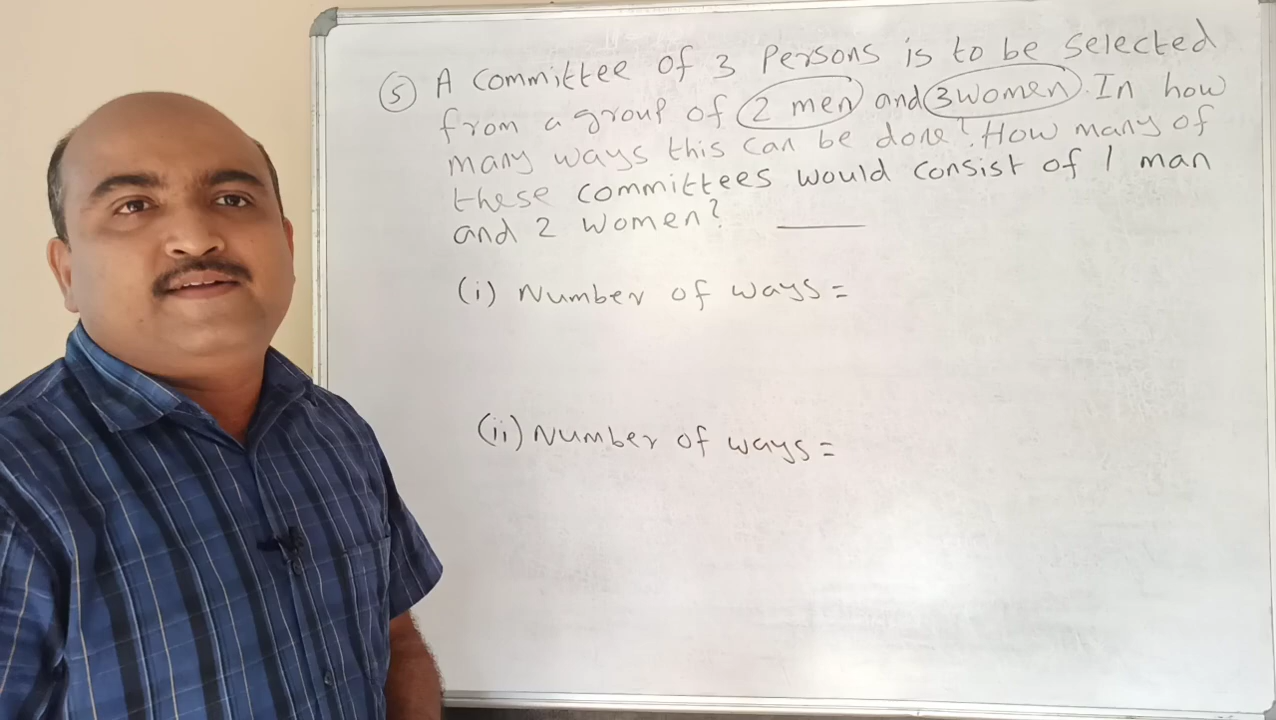 (5) A Committee of 3 Persons is to be selected
from a group of 2 men and 3 women. In how
many ways this can be done? How many of
these committees would consist of 1 man
and 2 women?
(i) Number of ways =
(ii) Number of ways =